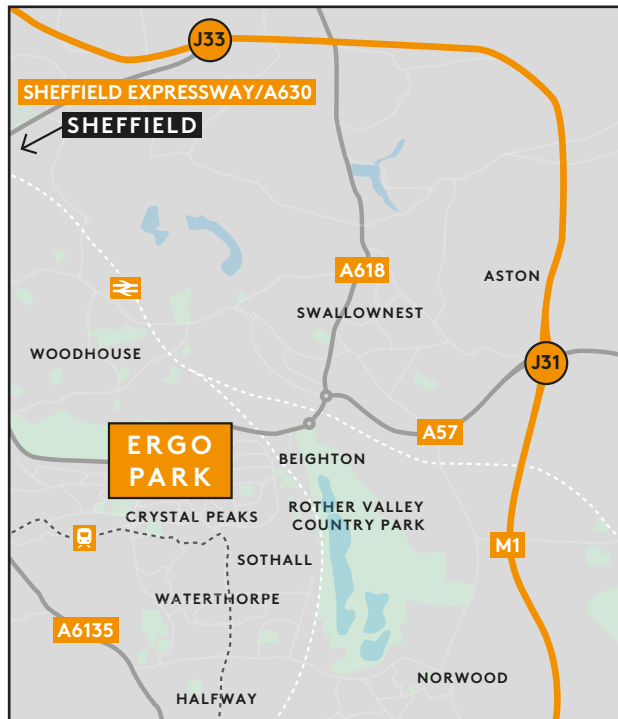 J33
SHEFFIELD EXPRESSWAY/A630
SHEFFIELD
A618
ASTON
SWALLOWNEST
WOODHOUSE
J31
A57
ERGO
PARK
BEIGHTON
ROTHER VALLEY
COUNTRY PARK
CRYSTAL PEAKS
M1
SOTHALL
WATERTHORPE
A6135
NORWOOD
HALFWAY